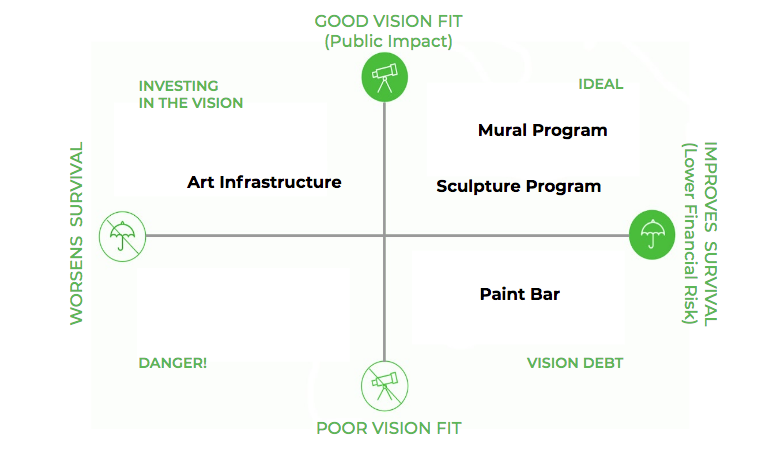 GOOD VISION FIT
(Public Impact)
INVESTING
IN THE VISION
IDEAL
Mural Program
Art Infrastructure
Sculpture Program
WORSENS SURVIVAL
IMPROVES SURVIVAL
(Lower Financial Risk)
Paint Bar
DANGER!
VISION DEBT
POOR VISION FIT